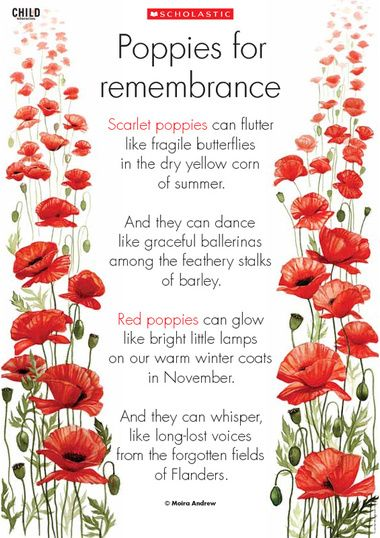 CHILD
EDUCATION
SCHOLASTIC
Poppies for
remembrance
Scarlet poppies can flutter
like fragile butterflies
in the dry yellow corn
of summer.
And they can dance
like graceful ballerinas
among the feathery stalks
of barley.
Red poppies can glow
like bright little lamps
on our warm winter coats
in November.
And they can whisper,
like long-lost voices
from the forgotten fields
of Flanders.
© Moira Andrew